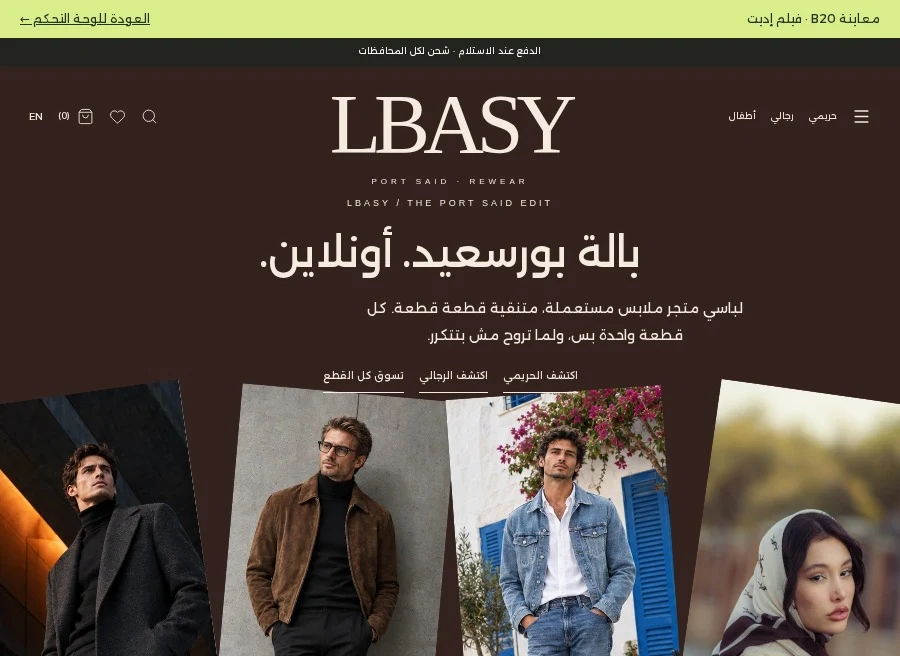 معاينة B20 · فيلم إديت
العودة للوحة التحكم ←
الدفع عند الاستلام · شحن لكل المحافظات
حريمي رجالي أطفال
LBASY
(0) EN
PORT SAID · REWEAR
LBASY / THE PORT SAID EDIT
بالة بورسعيد. أونلاين.
لباسي متجر ملابس مستعملة، متنقية قطعة قطعة. كل
قطعة واحدة بس، ولما تروح مش بتتكرر.
اكتشف الحريمي اكتشف الرجالي تسوق كل القطع